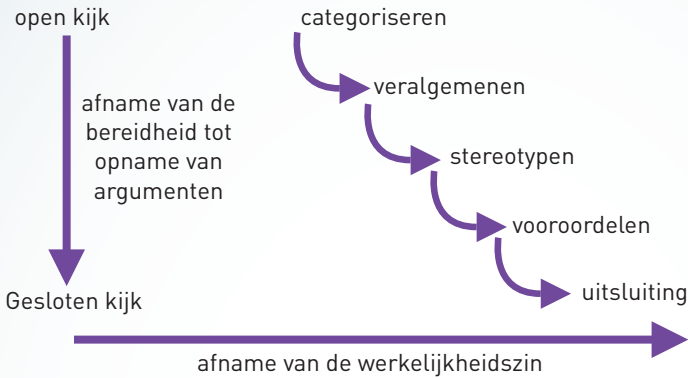 open kijk
categoriseren
veralgemenen
afname van de
bereidheid tot
opname van
argumenten
stereotypen
vooroordelen
uitsluiting
Gesloten kijk
afname van de werkelijkheidszin